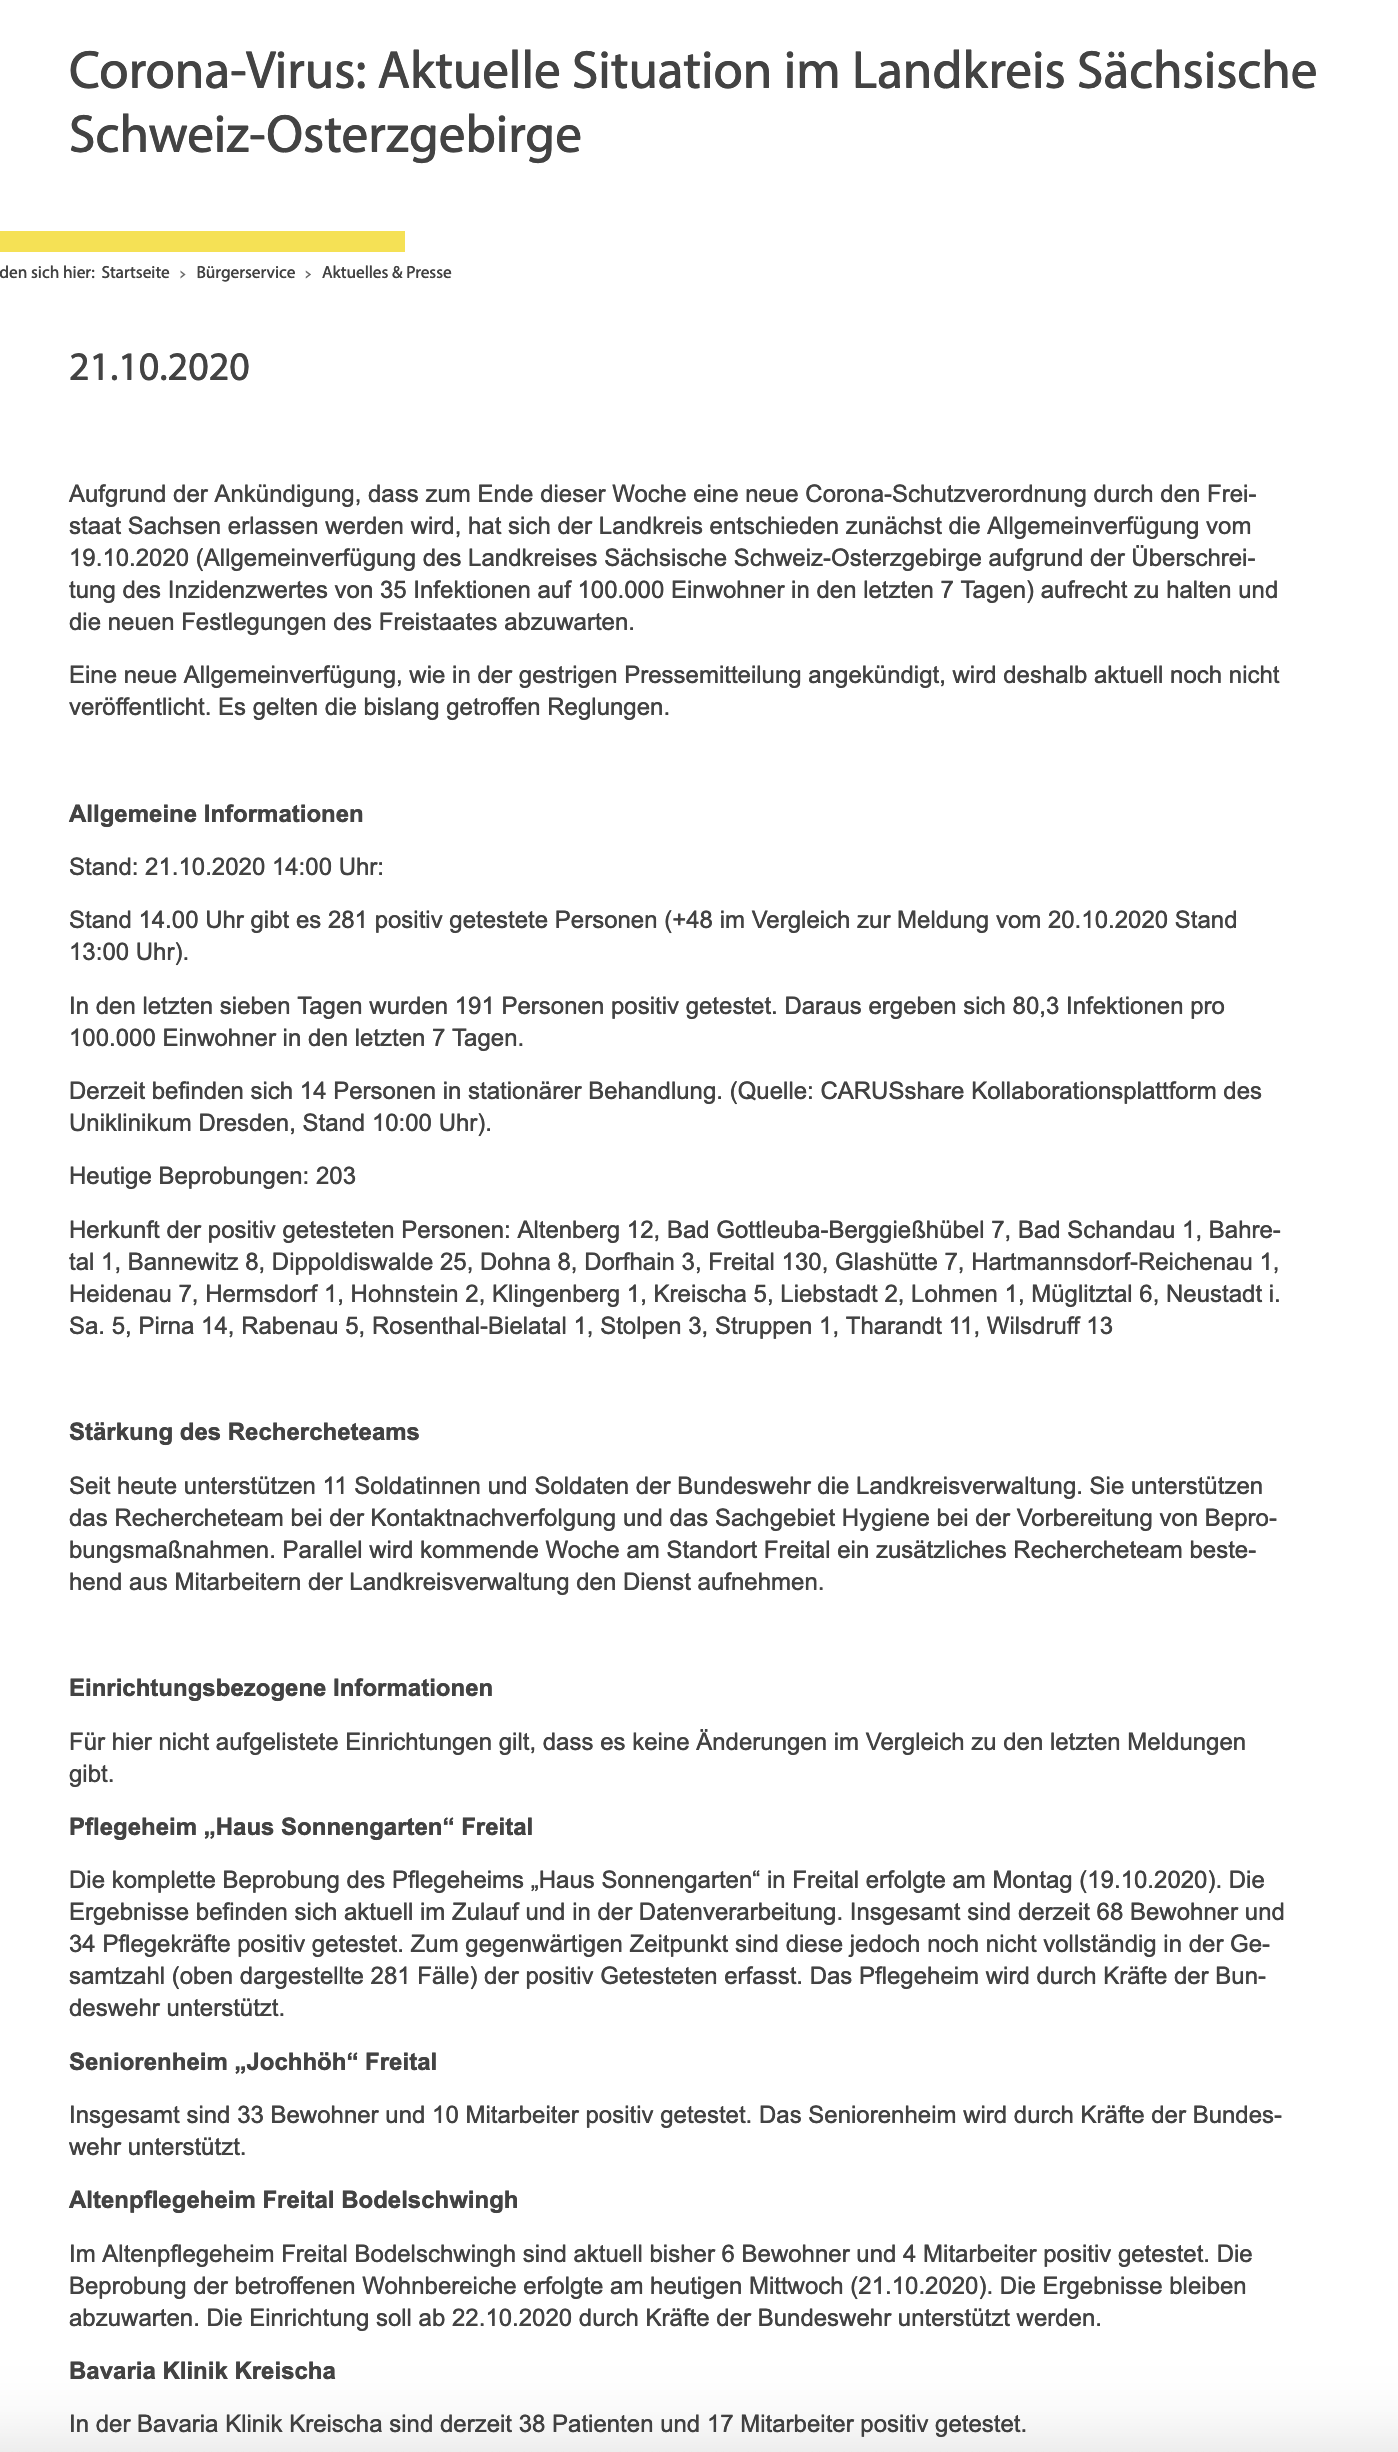 Corona-Virus: Aktuelle Situation im Landkreis Sächsische
Schweiz-Osterzgebirge
den sich hier: Startseite › Bürgerservice › Aktuelles & Presse
21.10.2020
Aufgrund der Ankündigung, dass zum Ende dieser Woche eine neue Corona-Schutzverordnung durch den Frei-
staat Sachsen erlassen werden wird, hat sich der Landkreis entschieden zunächst die Allgemeinverfügung vom
19.10.2020 (Allgemeinverfügung des Landkreises Sächsische Schweiz-Osterzgebirge aufgrund der Überschrei-
tung des Inzidenzwertes von 35 Infektionen auf 100.000 Einwohner in den letzten 7 Tagen) aufrecht zu halten und
die neuen Festlegungen des Freistaates abzuwarten.
Eine neue Allgemeinverfügung, wie in der gestrigen Pressemitteilung angekündigt, wird deshalb aktuell noch nicht
veröffentlicht. Es gelten die bislang getroffen Reglungen.
Allgemeine Informationen
Stand: 21.10.2020 14:00 Uhr:
Stand 14.00 Uhr gibt es 281 positiv getestete Personen (+48 im Vergleich zur Meldung vom 20.10.2020 Stand
13:00 Uhr).
In den letzten sieben Tagen wurden 191 Personen positiv getestet. Daraus ergeben sich 80,3 Infektionen pro
100.000 Einwohner in den letzten 7 Tagen.
Derzeit befinden sich 14 Personen in stationärer Behandlung. (Quelle: CARUSshare Kollaborationsplattform des
Uniklinikum Dresden, Stand 10:00 Uhr).
Heutige Beprobungen: 203
Herkunft der positiv getesteten Personen: Altenberg 12, Bad Gottleuba-Berggießhübel 7, Bad Schandau 1, Bahre-
tal 1, Bannewitz 8, Dippoldiswalde 25, Dohna 8, Dorfhain 3, Freital 130, Glashütte 7, Hartmannsdorf-Reichenau 1,
Heidenau 7, Hermsdorf 1, Hohnstein 2, Klingenberg 1, Kreischa 5, Liebstadt 2, Lohmen 1, Müglitztal 6, Neustadt i.
Sa. 5, Pirna 14, Rabenau 5, Rosenthal-Bielatal 1, Stolpen 3, Struppen 1, Tharandt 11, Wilsdruff 13
Stärkung des Rechercheteams
Seit heute unterstützen 11 Soldatinnen und Soldaten der Bundeswehr die Landkreisverwaltung. Sie unterstützen
das Rechercheteam bei der Kontaktnachverfolgung und das Sachgebiet Hygiene bei der Vorbereitung von Bepro-
bungsmaßnahmen. Parallel wird kommende Woche am Standort Freital ein zusätzliches Rechercheteam beste-
hend aus Mitarbeitern der Landkreisverwaltung den Dienst aufnehmen.
Einrichtungsbezogene Informationen
Für hier nicht aufgelistete Einrichtungen gilt, dass es keine Änderungen im Vergleich zu den letzten Meldungen
gibt.
Pflegeheim „Haus Sonnengarten“ Freital
Die komplette Beprobung des Pflegeheims „Haus Sonnengarten“ in Freital erfolgte am Montag (19.10.2020). Die
Ergebnisse befinden sich aktuell im Zulauf und in der Datenverarbeitung. Insgesamt sind derzeit 68 Bewohner und
34 Pflegekräfte positiv getestet. Zum gegenwärtigen Zeitpunkt sind diese jedoch noch nicht vollständig in der Ge-
samtzahl (oben dargestellte 281 Fälle) der positiv Getesteten erfasst. Das Pflegeheim wird durch Kräfte der Bun-
deswehr unterstützt.
Seniorenheim „Jochhöh“ Freital
Insgesamt sind 33 Bewohner und 10 Mitarbeiter positiv getestet. Das Seniorenheim wird durch Kräfte der Bundes-
wehr unterstützt.
Altenpflegeheim Freital Bodelschwingh
Im Altenpflegeheim Freital Bodelschwingh sind aktuell bisher 6 Bewohner und 4 Mitarbeiter positiv getestet. Die
Beprobung der betroffenen Wohnbereiche erfolgte am heutigen Mittwoch (21.10.2020). Die Ergebnisse bleiben
abzuwarten. Die Einrichtung soll ab 22.10.2020 durch Kräfte der Bundeswehr unterstützt werden.
Bavaria Klinik Kreischa
In der Bavaria Klinik Kreischa sind derzeit 38 Patienten und 17 Mitarbeiter positiv getestet.